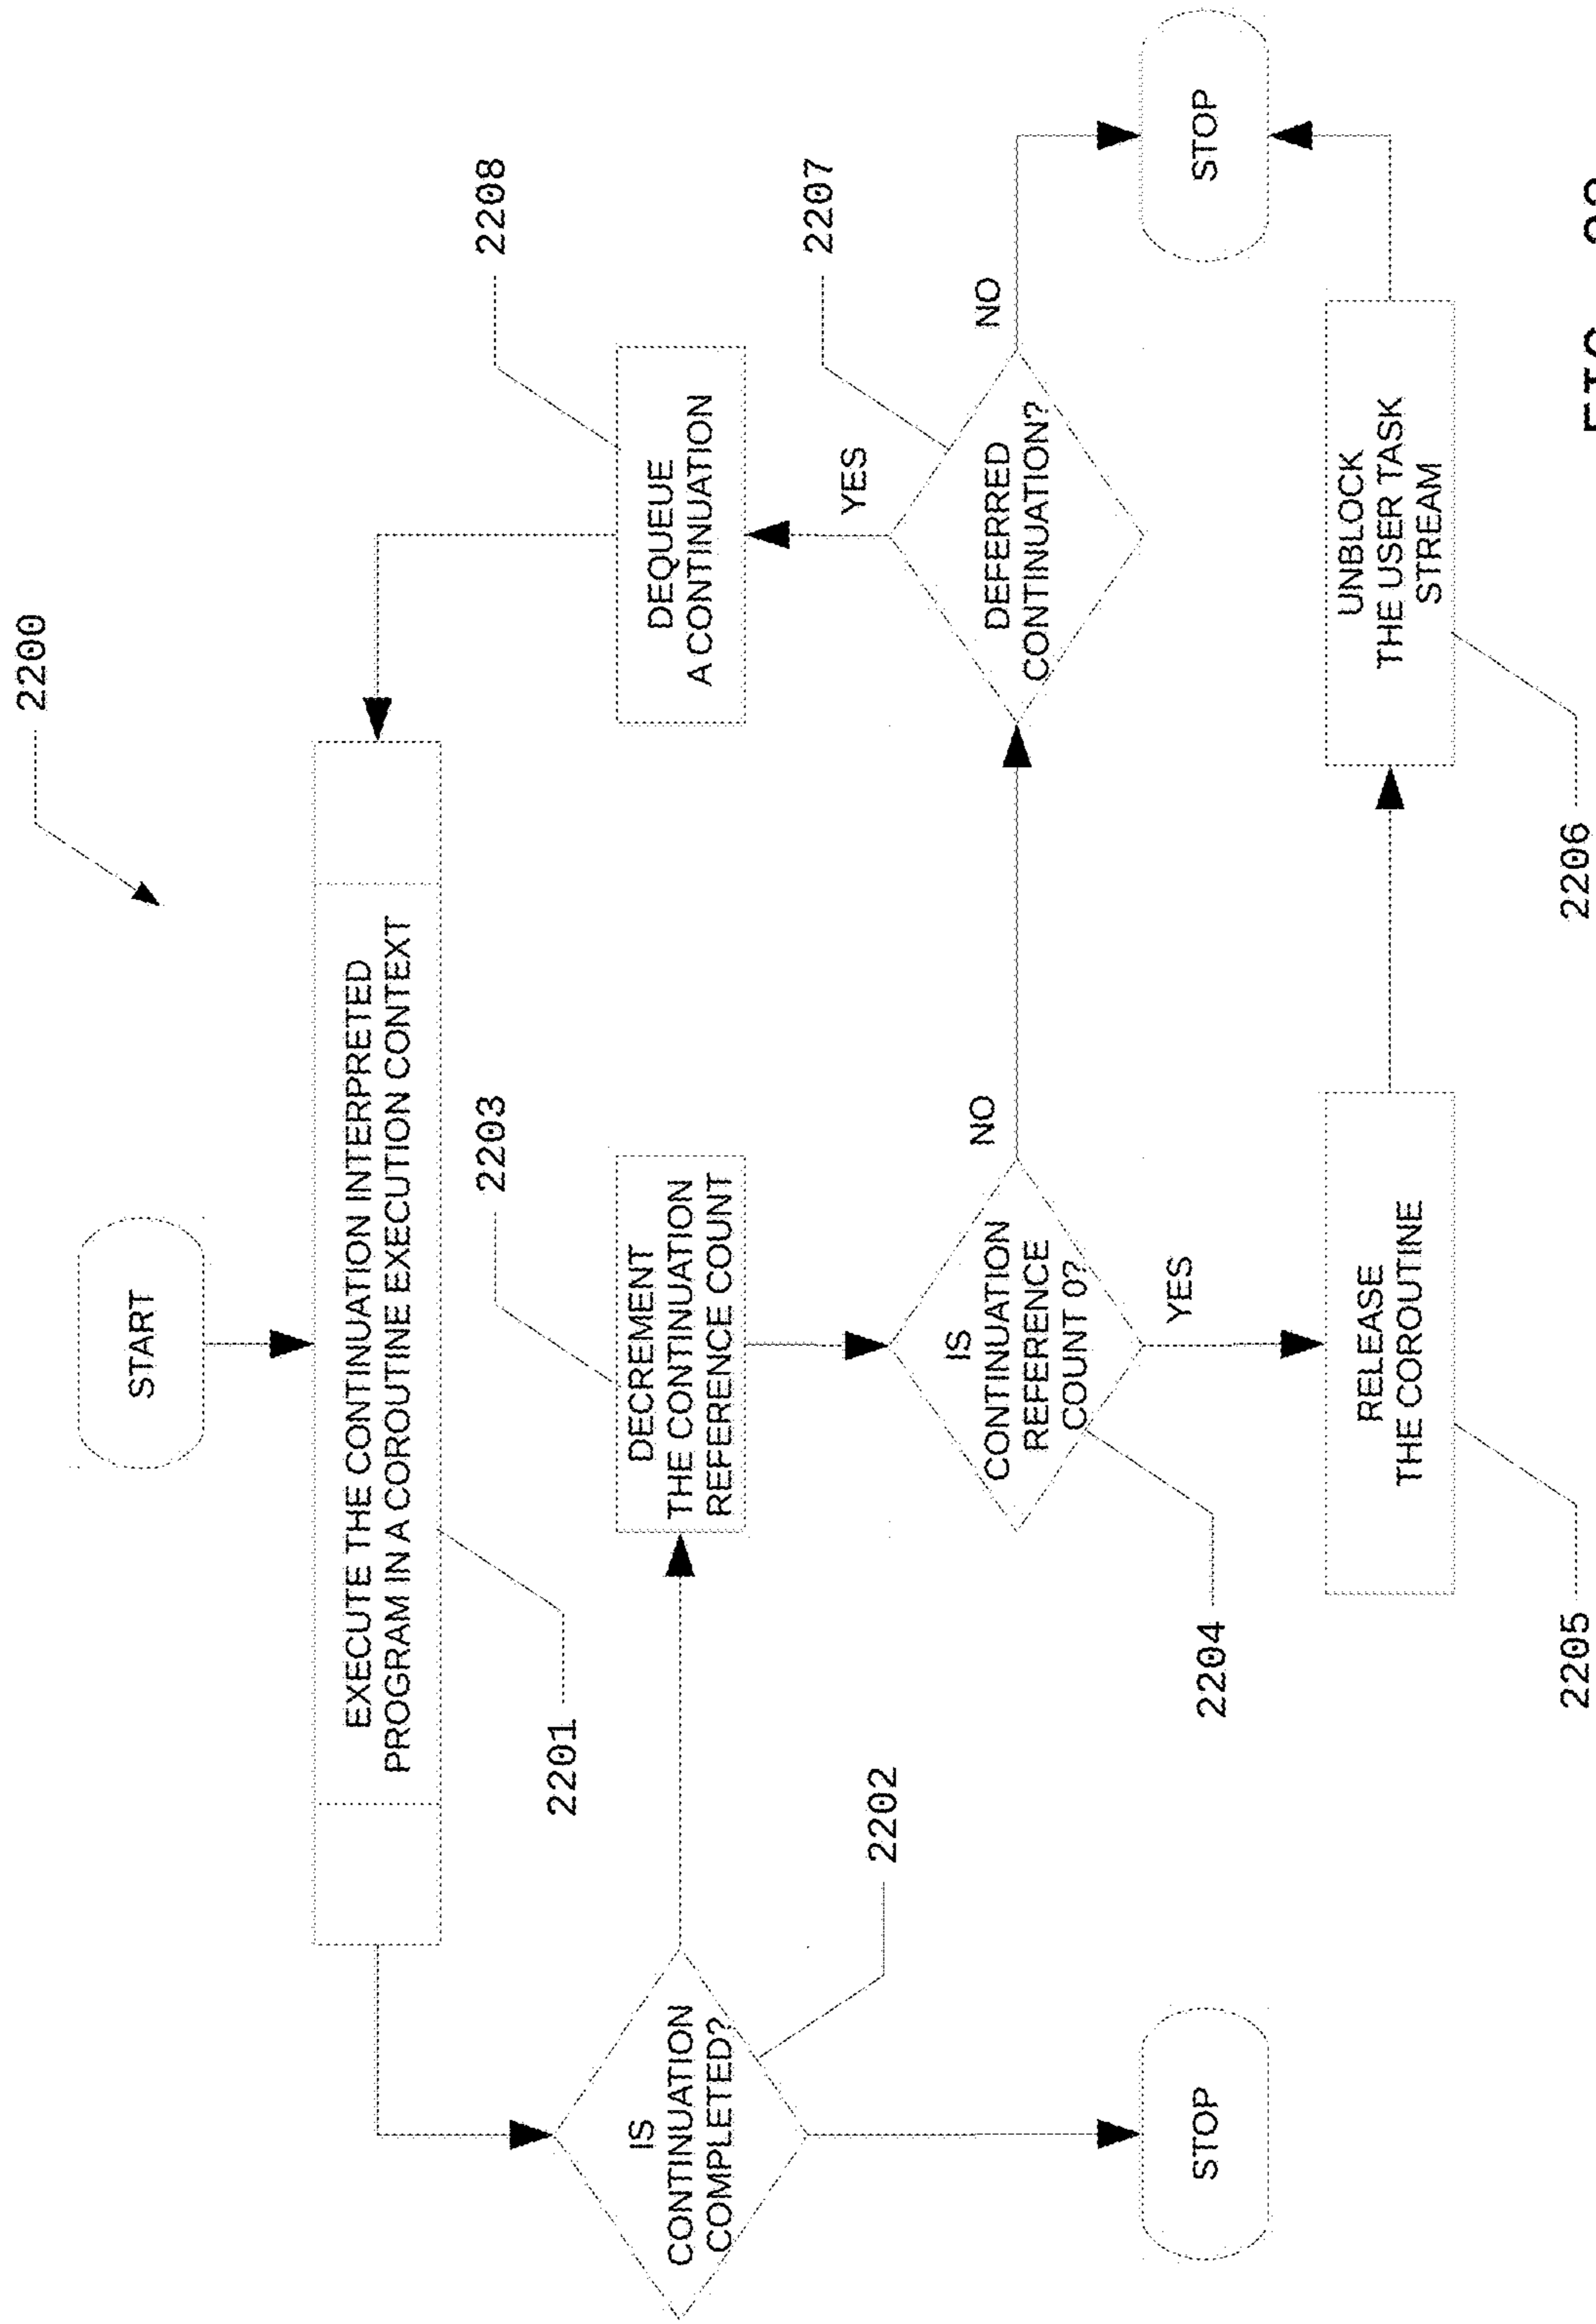 2200
START
EXECUTE THE CONTINUATION INTERPRETED
PROGRAM IN A COROUTINE EXECUTION CONTEXT
2201
2203
2208
IS
CONTINUATION
COMPLETED?
2202
DECREMENT
THE CONTINUATION
REFERENCE COUNT
DEQUEUE
A CONTINUATION
YES
2207
IS
CONTINUATION
REFERENCE
COUNT 0?
NO
DEFERRED
CONTINUATION?
NO
2204
YES
STOP
STOP
RELEASE
THE COROUTINE
UNBLOCK
THE USER TASK
STREAM
2205
2206